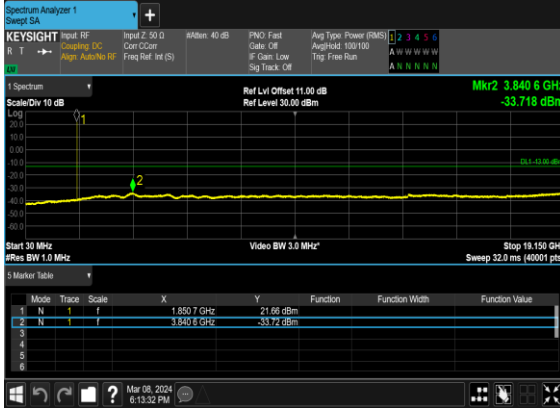 Spectrum Analyzer 1
Swept SA
+
KEYSIGHT Input: RF Input Z: 50 Ω #Atten: 40 dB PNO: Fast Avg Type: Power (RMS) 1 2 3 4 5 6
R T Coupling: DC Corr CCorr Gate: Off Avg|Hold: 100/100 A W W W W W
Align: Auto/No RF Freq Ref: Int (S) IF Gain: Low Trig: Free Run
Sig Track: Off A N N N N N
1 Spectrum Ref Lvl Offset 11.00 dB Mkr2 3.840 6 GHz
Scale/Div 10 dB Ref Level 30.00 dBm -33.718 dBm
Log
20.0
10.0
0.00
-10.0
-20.0
-30.0
-40.0
-50.0
-60.0
1
2
DL1 -13.00 dBm
Start 30 MHz Video BW 3.0 MHz* Stop 19.150 GHz
#Res BW 1.0 MHz Sweep 32.0 ms (40001 pts)
5 Marker Table
Mode Trace Scale X Y Function Function Width Function Value
1 N 1 f 1.850 7 GHz 21.66 dBm
2 N 1 f 3.840 6 GHz -33.72 dBm
3
4
5
6
? Mar 08, 2024
6:13:32 PM